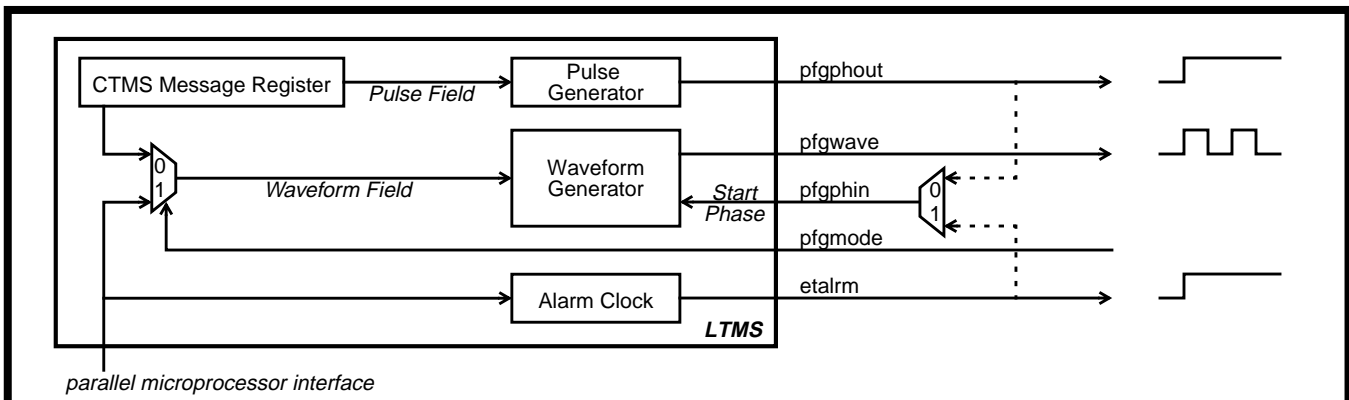 CTMS Message Register
Pulse Field
Pulse
Generator
pfgphout
0
1
Waveform Field
Waveform
Generator
pfgwave
Start
Phase
pfgphin
0
1
pfgmode
Alarm Clock
etalrm
LTMS
parallel microprocessor interface